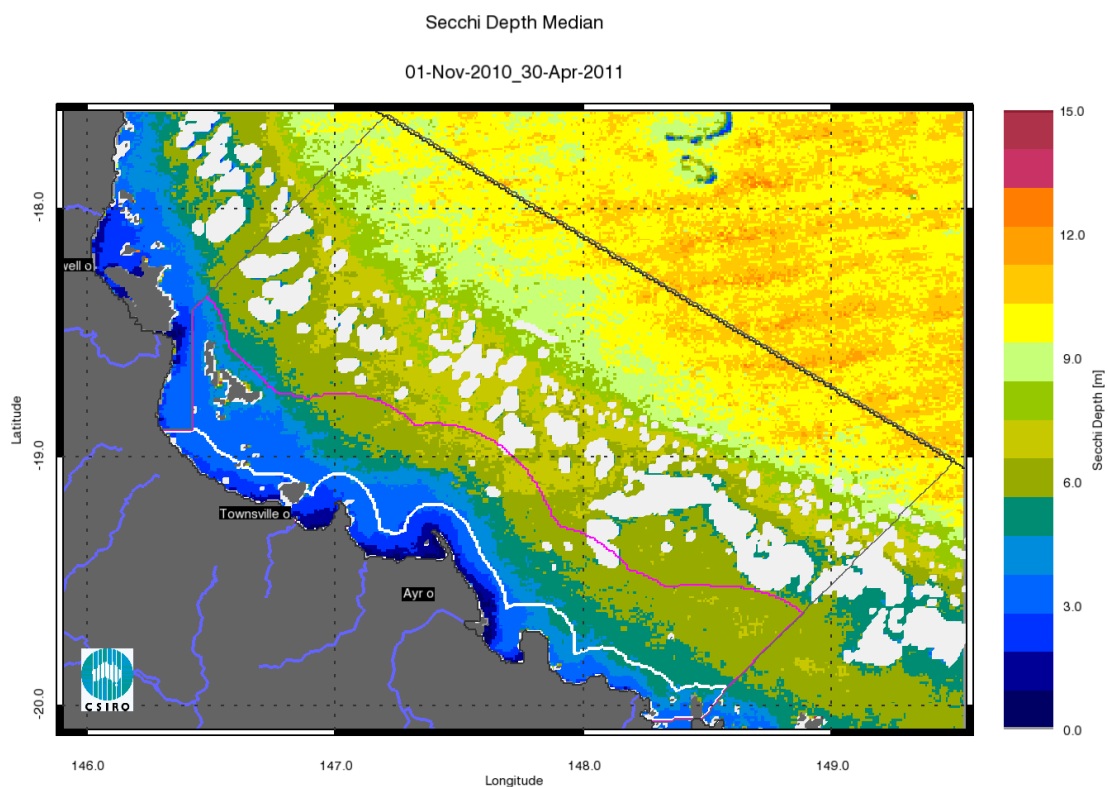 Secchi Depth Median
01-Nov-2010_30-Apr-2011
15.0
12.0
9.0
6.0
3.0
0.0
Secchi Depth [m]
-18.0
-19.0
-20.0
Latitude
well o
Townsville o
Ayr o
CSIRO
146.0
147.0
148.0
149.0
Longitude